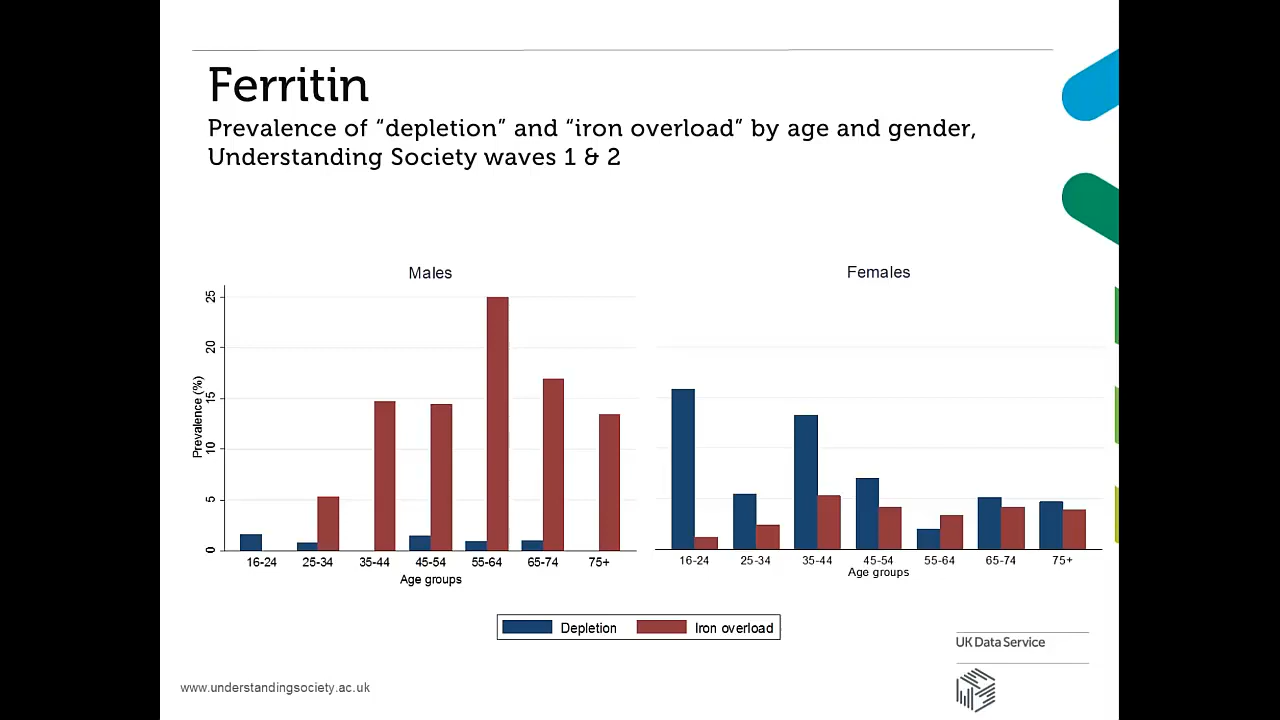 Ferritin
Prevalence of “depletion” and “iron overload” by age and gender,
Understanding Society waves 1 & 2
Males
Females
Prevalence (%)
25
20
15
10
5
0
16-24 25-34 35-44 45-54 55-64 65-74 75+
Age groups
16-24 25-34 35-44 45-54 55-64 65-74 75+
Age groups
Depletion Iron overload
UK Data Service
www.understandingsociety.ac.uk